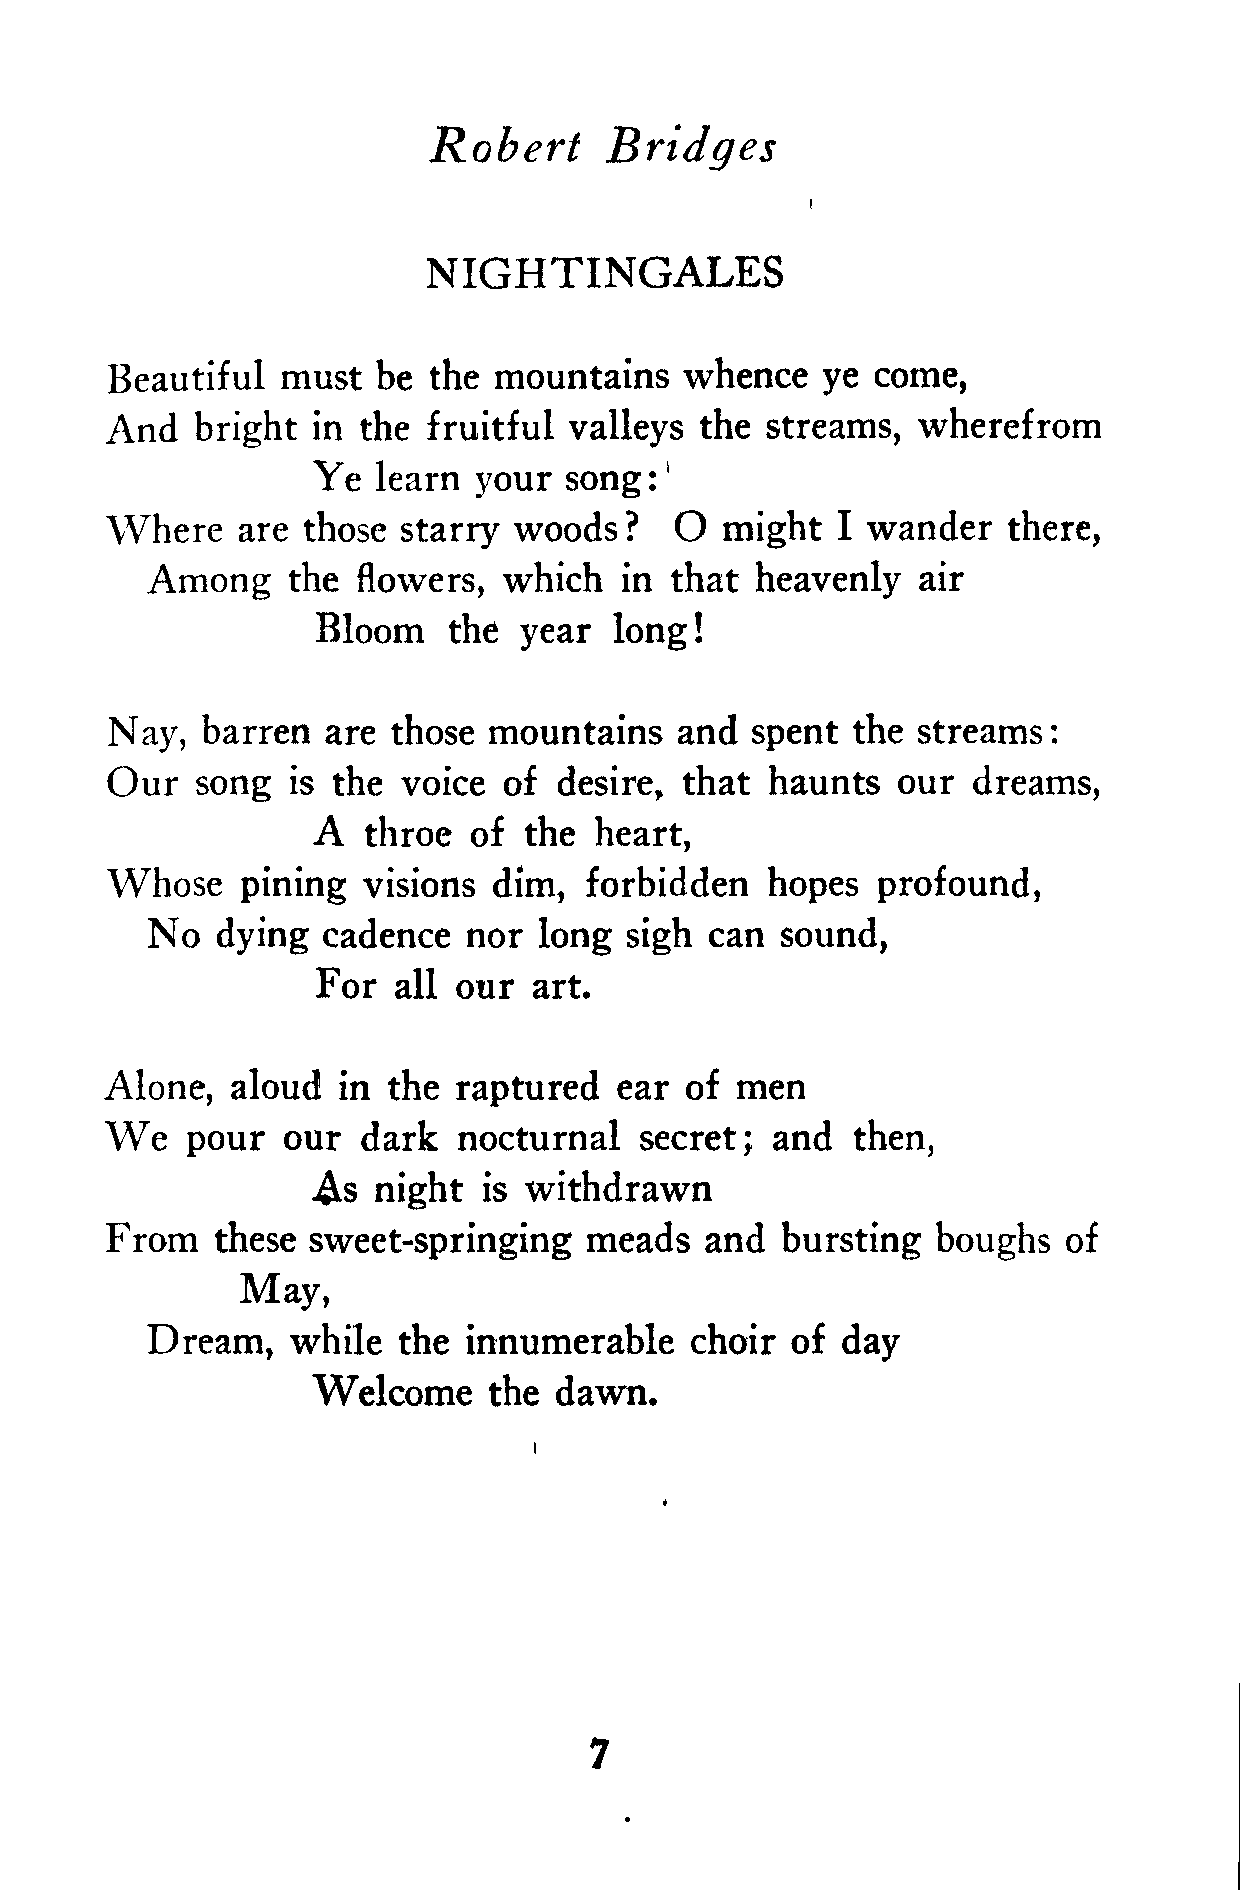 Robert Bridges
NIGHTINGALES
Beautiful must be the mountains whence ye come,
And bright in the fruitful valleys the streams, wherefrom
Ye learn your song:
Where are those starry woods? O might I wander there,
Among the flowers, which in that heavenly air
Bloom the year long!
Nay, barren are those mountains and spent the streams:
Our song is the voice of desire, that haunts our dreams,
A throe of the heart,
Whose pining visions dim, forbidden hopes profound,
No dying cadence nor long sigh can sound,
For all our art.
Alone, aloud in the raptured ear of men
We pour our dark nocturnal secret; and then,
As night is withdrawn
From these sweet-springing meads and bursting boughs of
May,
Dream, while the innumerable choir of day
Welcome the dawn.
7